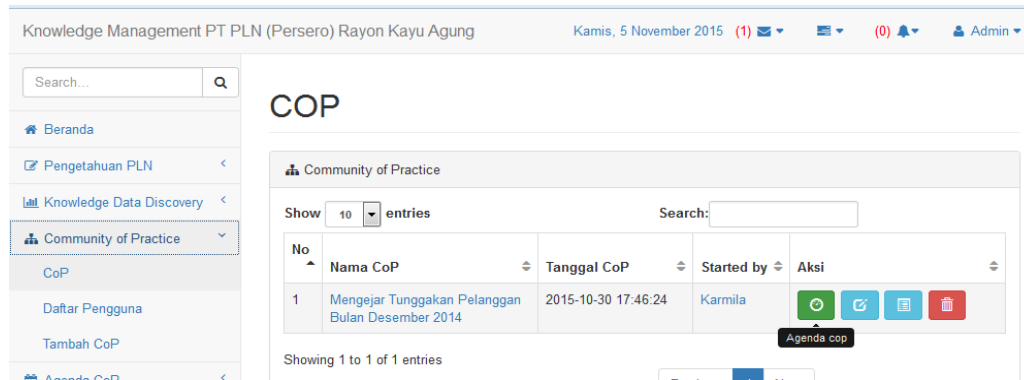 Knowledge Management PT PLN (Persero) Rayon Kayu Agung
Kamis, 5 November 2015 (1)
(0)
Admin
Search...
Beranda
Pengetahuan PLN
Knowledge Data Discovery
Community of Practice
CoP
Daftar Pengguna
Tambah CoP
Agenda CoP
COP
Community of Practice
Show 10 entries
Search:
No Nama CoP Tanggal CoP Started by Aksi
1 Mengejar Tunggakan Pelanggan 2015-10-30 17:46:24 Karmila
Bulan Desember 2014
Agenda cop
Showing 1 to 1 of 1 entries